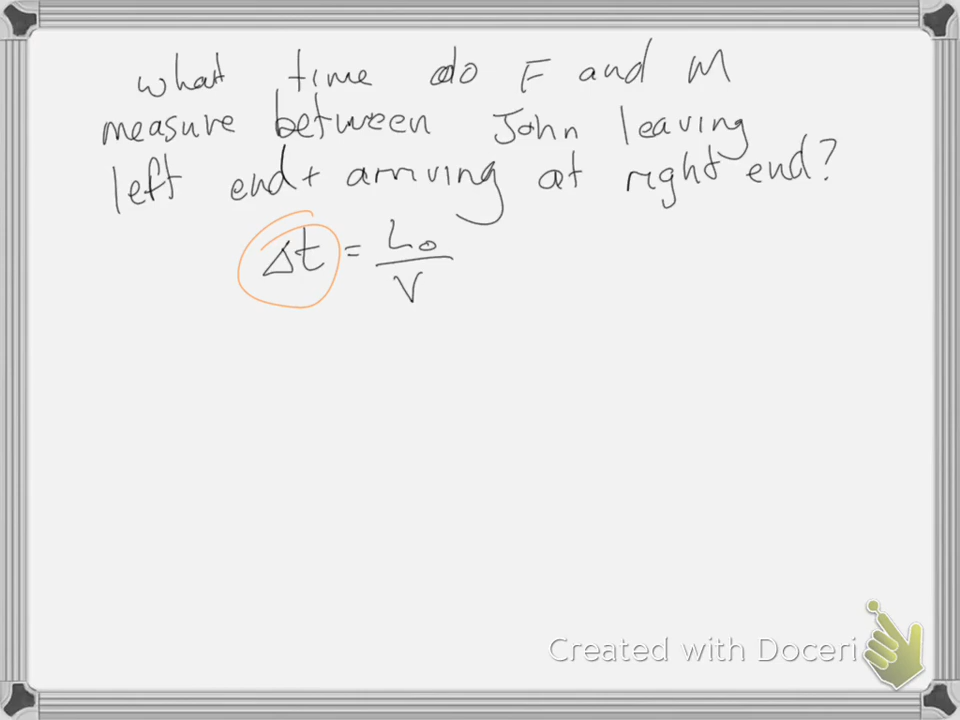 what time do F and M
measure between John leaving
left end + arriving at right end?
Δt = L₀/V
Created with Doceri